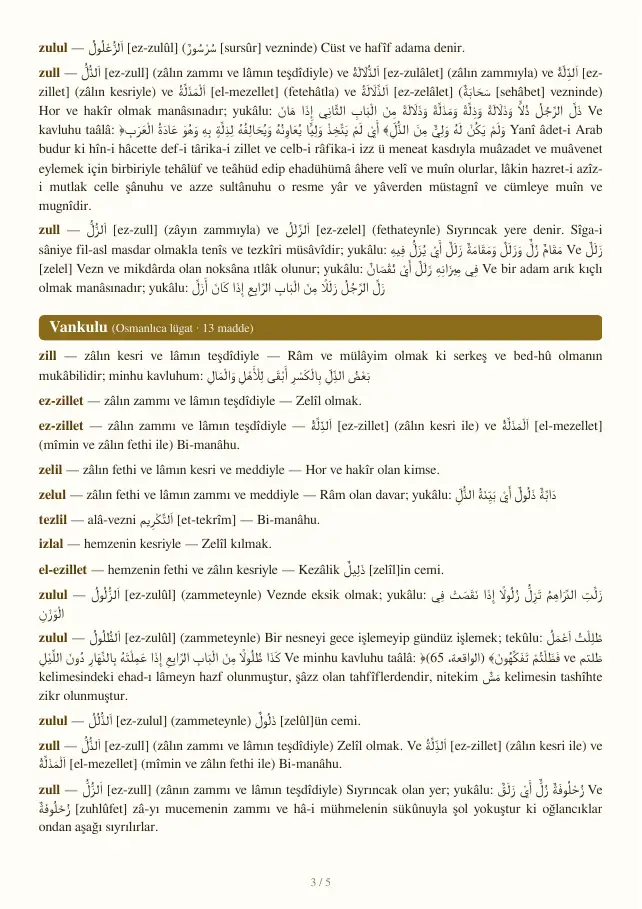 zulul — اَلزُّعْلُولُ [ez-zulûl] (سُرْسُورٌ [sursûr] vezninde) Cüst ve hafîf adama denir.
zull — اَلذُّلُّ [ez-zull] (zâlın zammı ve lâmın teşdîdiyle) ve اَلذُّلَالَةُ [ez-zulâlet] (zâlın zammıyla) ve اَلذِّلَّةُ [ez-
zillet] (zâlın kesriyle) ve اَلْمَذَلَّةُ [el-mezellet] (fetehâtla) ve اَلذَّلَالَةُ [ez-zelâlet] (سَحَابَةٌ [sehâbet] vezninde)
Hor ve hakîr olmak manâsınadır; yukâlu: ذَلَّ الرَّجُلُ ذُلًّا وَذُلَالَةً وَذِلَّةً وَمَذَلَّةً وَذَلَالَةً مِنَ الْبَابِ الثَّانِي إِذَا هَانَ Ve
kavluhu taâlâ: ﴿وَلَمْ يَكُنْ لَهُ وَلِيٌّ مِنَ الذُّلِّ﴾ أَيْ لَمْ يَتَّخِذْ وَلِيًّا يُعَاوِنُهُ وَيُحَالِفُهُ لِذِلَّةٍ بِهِ وَهُوَ عَادَةُ الْعَرَبِ Yanî âdet-i Arab
budur ki hîn-i hâcette def-i târika-i zillet ve celb-i râfika-i izz ü meneat kasdıyla muâzadet ve muâvenet
eylemek için birbiriyle tehâlüf ve teâhüd edip ehadühümâ âhere velî ve muîn olurlar, lâkin hazret-i azîz-
i mutlak celle şânuhu ve azze sultânuhu o resme yâr ve yâverden müstagnî ve cümleye muîn ve
mugnîdir.
zull — اَلزُّلُّ [ez-zull] (zâyın zammıyla) ve اَلزَّلَلُ [ez-zelel] (fethateynle) Sıyrıncak yere denir. Sîga-i
sâniye fil-asl masdar olmakla tenîs ve tezkîri müsâvîdir; yukâlu: مَقَامٌ زُلٌّ وَزَلَلٌ وَمَقَامَةٌ زَلَلٌ أَيْ يُزَلُّ فِيهِ Ve زَلَلٌ
[zelel] Vezn ve mikdârda olan noksâna ıtlâk olunur; yukâlu: فِي مِيزَانِهِ زَلَلٌ أَيْ نُقْصَانٌ Ve bir adam arık kıçlı
olmak manâsınadır; yukâlu: زَلَّ الرَّجُلُ زَلَلًا مِنَ الْبَابِ الرَّابِعِ إِذَا كَانَ أَزَلَّ
Vankulu (Osmanlıca lügat · 13 madde)
zill — zâlın kesri ve lâmın teşdîdiyle — Râm ve mülâyim olmak ki serkeş ve bed-hû olmanın
mukâbilidir; minhu kavluhum: بَعْضُ الذِّلِّ بِالْكَسْرِ أَبْقَى لِلْأَهْلِ وَالْمَالِ
ez-zillet — zâlın zammı ve lâmın teşdîdiyle — Zelîl olmak.
ez-zillet — zâlın zammı ve lâmın teşdîdiyle — اَلذِّلَّةُ [ez-zillet] (zâlın kesri ile) ve اَلْمَذَلَّةُ [el-mezellet]
(mîmin ve zâlın fethi ile) Bi-manâhu.
zelil — zâlın fethi ve lâmın kesri ve meddiyle — Hor ve hakîr olan kimse.
zelul — zâlın fethi ve lâmın zammı ve meddiyle — Râm olan davar; yukâlu: دَابَّةٌ ذَلُولٌ أَيْ بَيِّنَةُ الذُّلِّ
tezlil — alâ-vezni اَلتَّكْرِيم [et-tekrîm] — Bi-manâhu.
izlal — hemzenin kesriyle — Zelîl kılmak.
el-ezillet — hemzenin fethi ve zâlın kesriyle — Kezâlik ذَلِيلٌ [zelîl]in cemi.
zulul — اَلزُّلُولُ [ez-zulûl] (zammeteynle) Veznde eksik olmak; yukâlu: زَلَّتِ الدَّرَاهِمُ تَزِلُّ زُلُولًا إِذَا نَقَصَتْ فِي
الْوَزْنِ
zulul — اَلظُّلُولُ [ez-zulûl] (zammeteynle) Bir nesneyi gece işlemeyip gündüz işlemek; tekûlu: ظَلِلْتُ أَعْمَلُ
كَذَا ظُلُولًا مِنَ الْبَابِ الرَّابِعِ إِذَا عَمِلْتَهُ بِالنَّهَارِ دُونَ اللَّيْلِ Ve minhu kavluhu taâlâ: ﴿فَظَلْتُمْ تَفَكَّهُونَ﴾ (الواقعة، 65) ve ظلتم
kelimesindeki ehad-ı lâmeyn hazf olunmuştur, şâzz olan tahfîflerdendir, nitekim مَسَّ kelimesin tashîhte
zikr olunmuştur.
zulul — اَلذُّلُلُ [ez-zulul] (zammeteynle) ذَلُولٌ [zelûl]ün cemi.
zull — اَلذُّلُّ [ez-zull] (zâlın zammı ve lâmın teşdîdiyle) Zelîl olmak. Ve اَلذِّلَّةُ [ez-zillet] (zâlın kesri ile) ve
اَلْمَذَلَّةُ [el-mezellet] (mîmin ve zâlın fethi ile) Bi-manâhu.
zull — اَلزُّلُّ [ez-zull] (zânın zammı ve lâmın teşdîdiyle) Sıyrıncak olan yer; yukâlu: زُحْلُوفَةٌ زُلٌّ أَيْ زَلَقٌ Ve
زُحْلُوفَةٌ [zuhlûfet] zâ-yı mucemenin zammı ve hâ-i mühmelenin sükûnuyla şol yokuştur ki oğlancıklar
ondan aşağı sıyrılırlar.
3 / 5